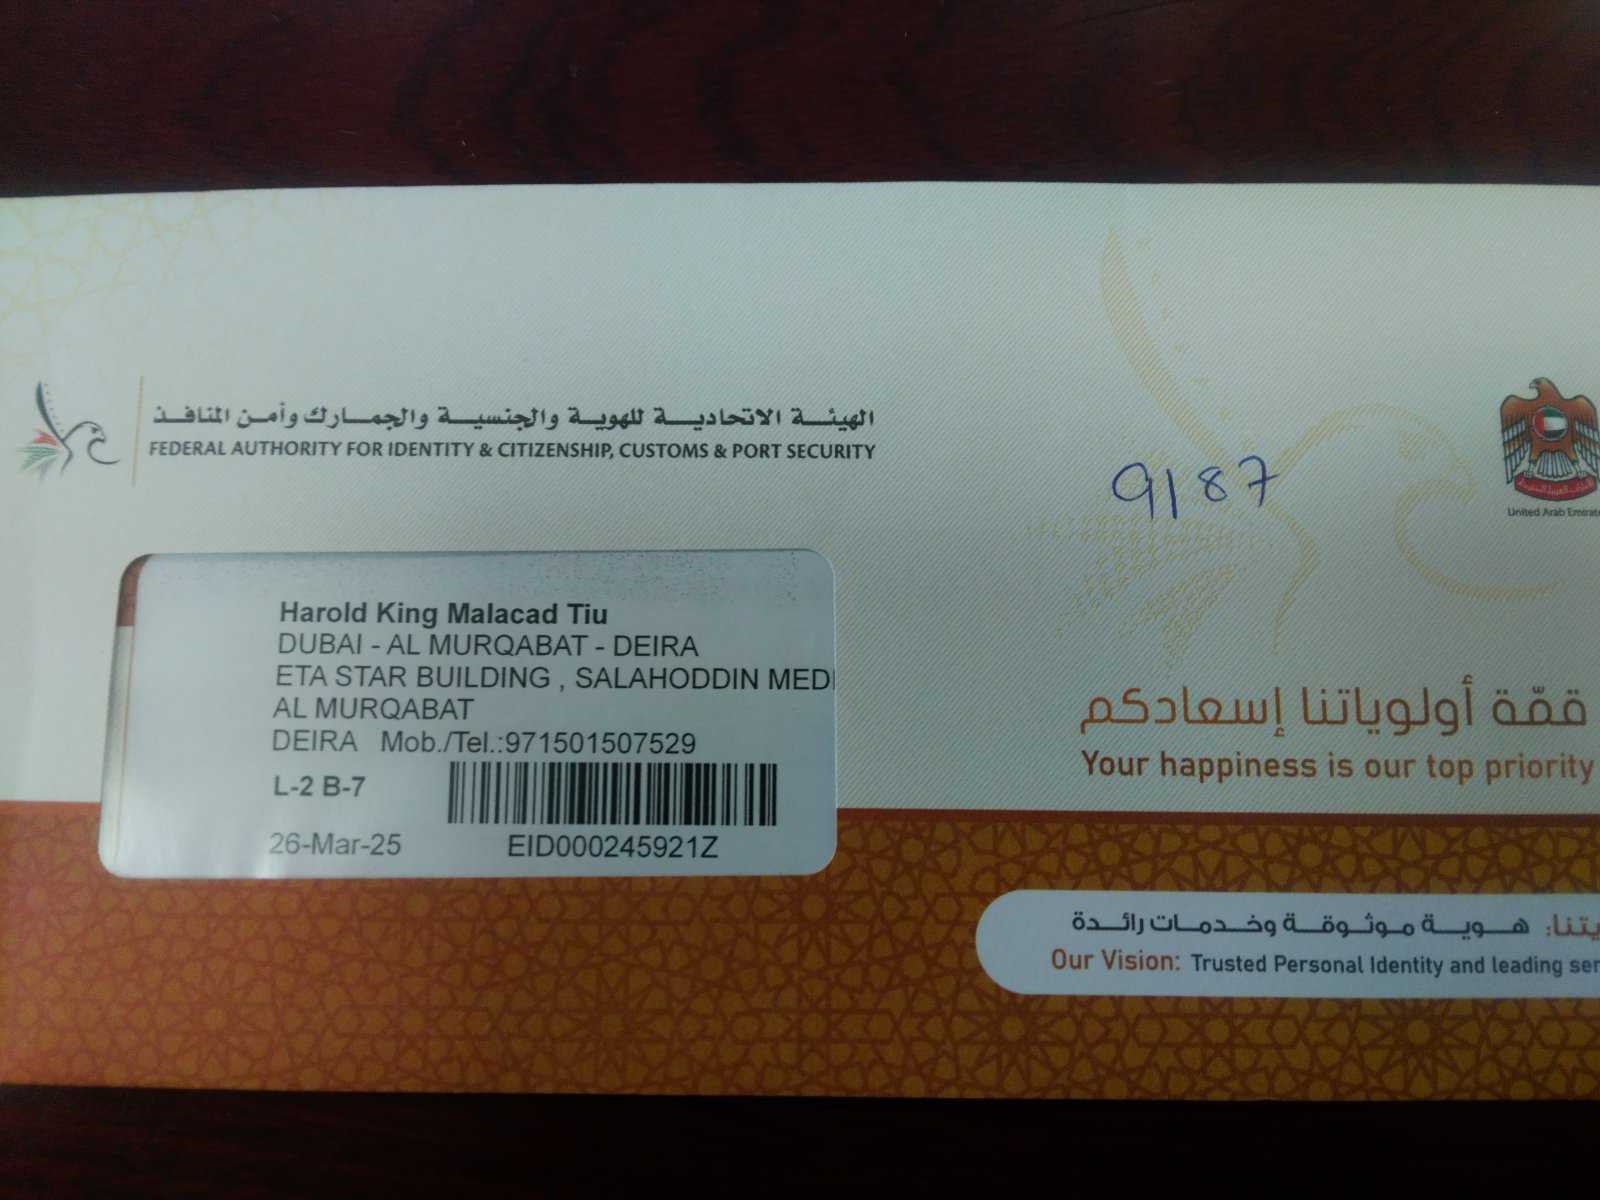 الهيئة الاتحادية للهوية والجنسية والجمارك وأمن المنافذ
FEDERAL AUTHORITY FOR IDENTITY & CITIZENSHIP, CUSTOMS & PORT SECURITY
9187
United Arab Emirate
Harold King Malacad Tiu
DUBAI - AL MURQABAT - DEIRA
ETA STAR BUILDING , SALAHODDIN MED
AL MURQABAT
DEIRA Mob./Tel.:971501507529
L-2 B-7
26-Mar-25 EID000245921Z
قمّة أولوياتنا إسعادكم
Your happiness is our top priority
يتنا: هوية موثوقة وخدمات رائدة
Our Vision: Trusted Personal Identity and leading ser